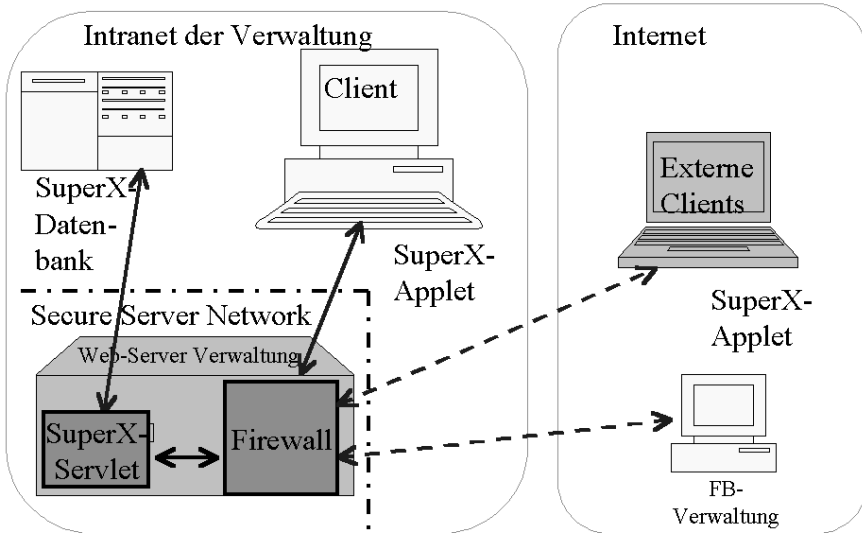 Intranet der Verwaltung
Client
SuperX-
Daten-
bank
SuperX-
Applet
Secure Server Network
Web-Server Verwaltung
SuperX-
Servlet
Firewall
Internet
Externe
Clients
SuperX-
Applet
FB-
Verwaltung